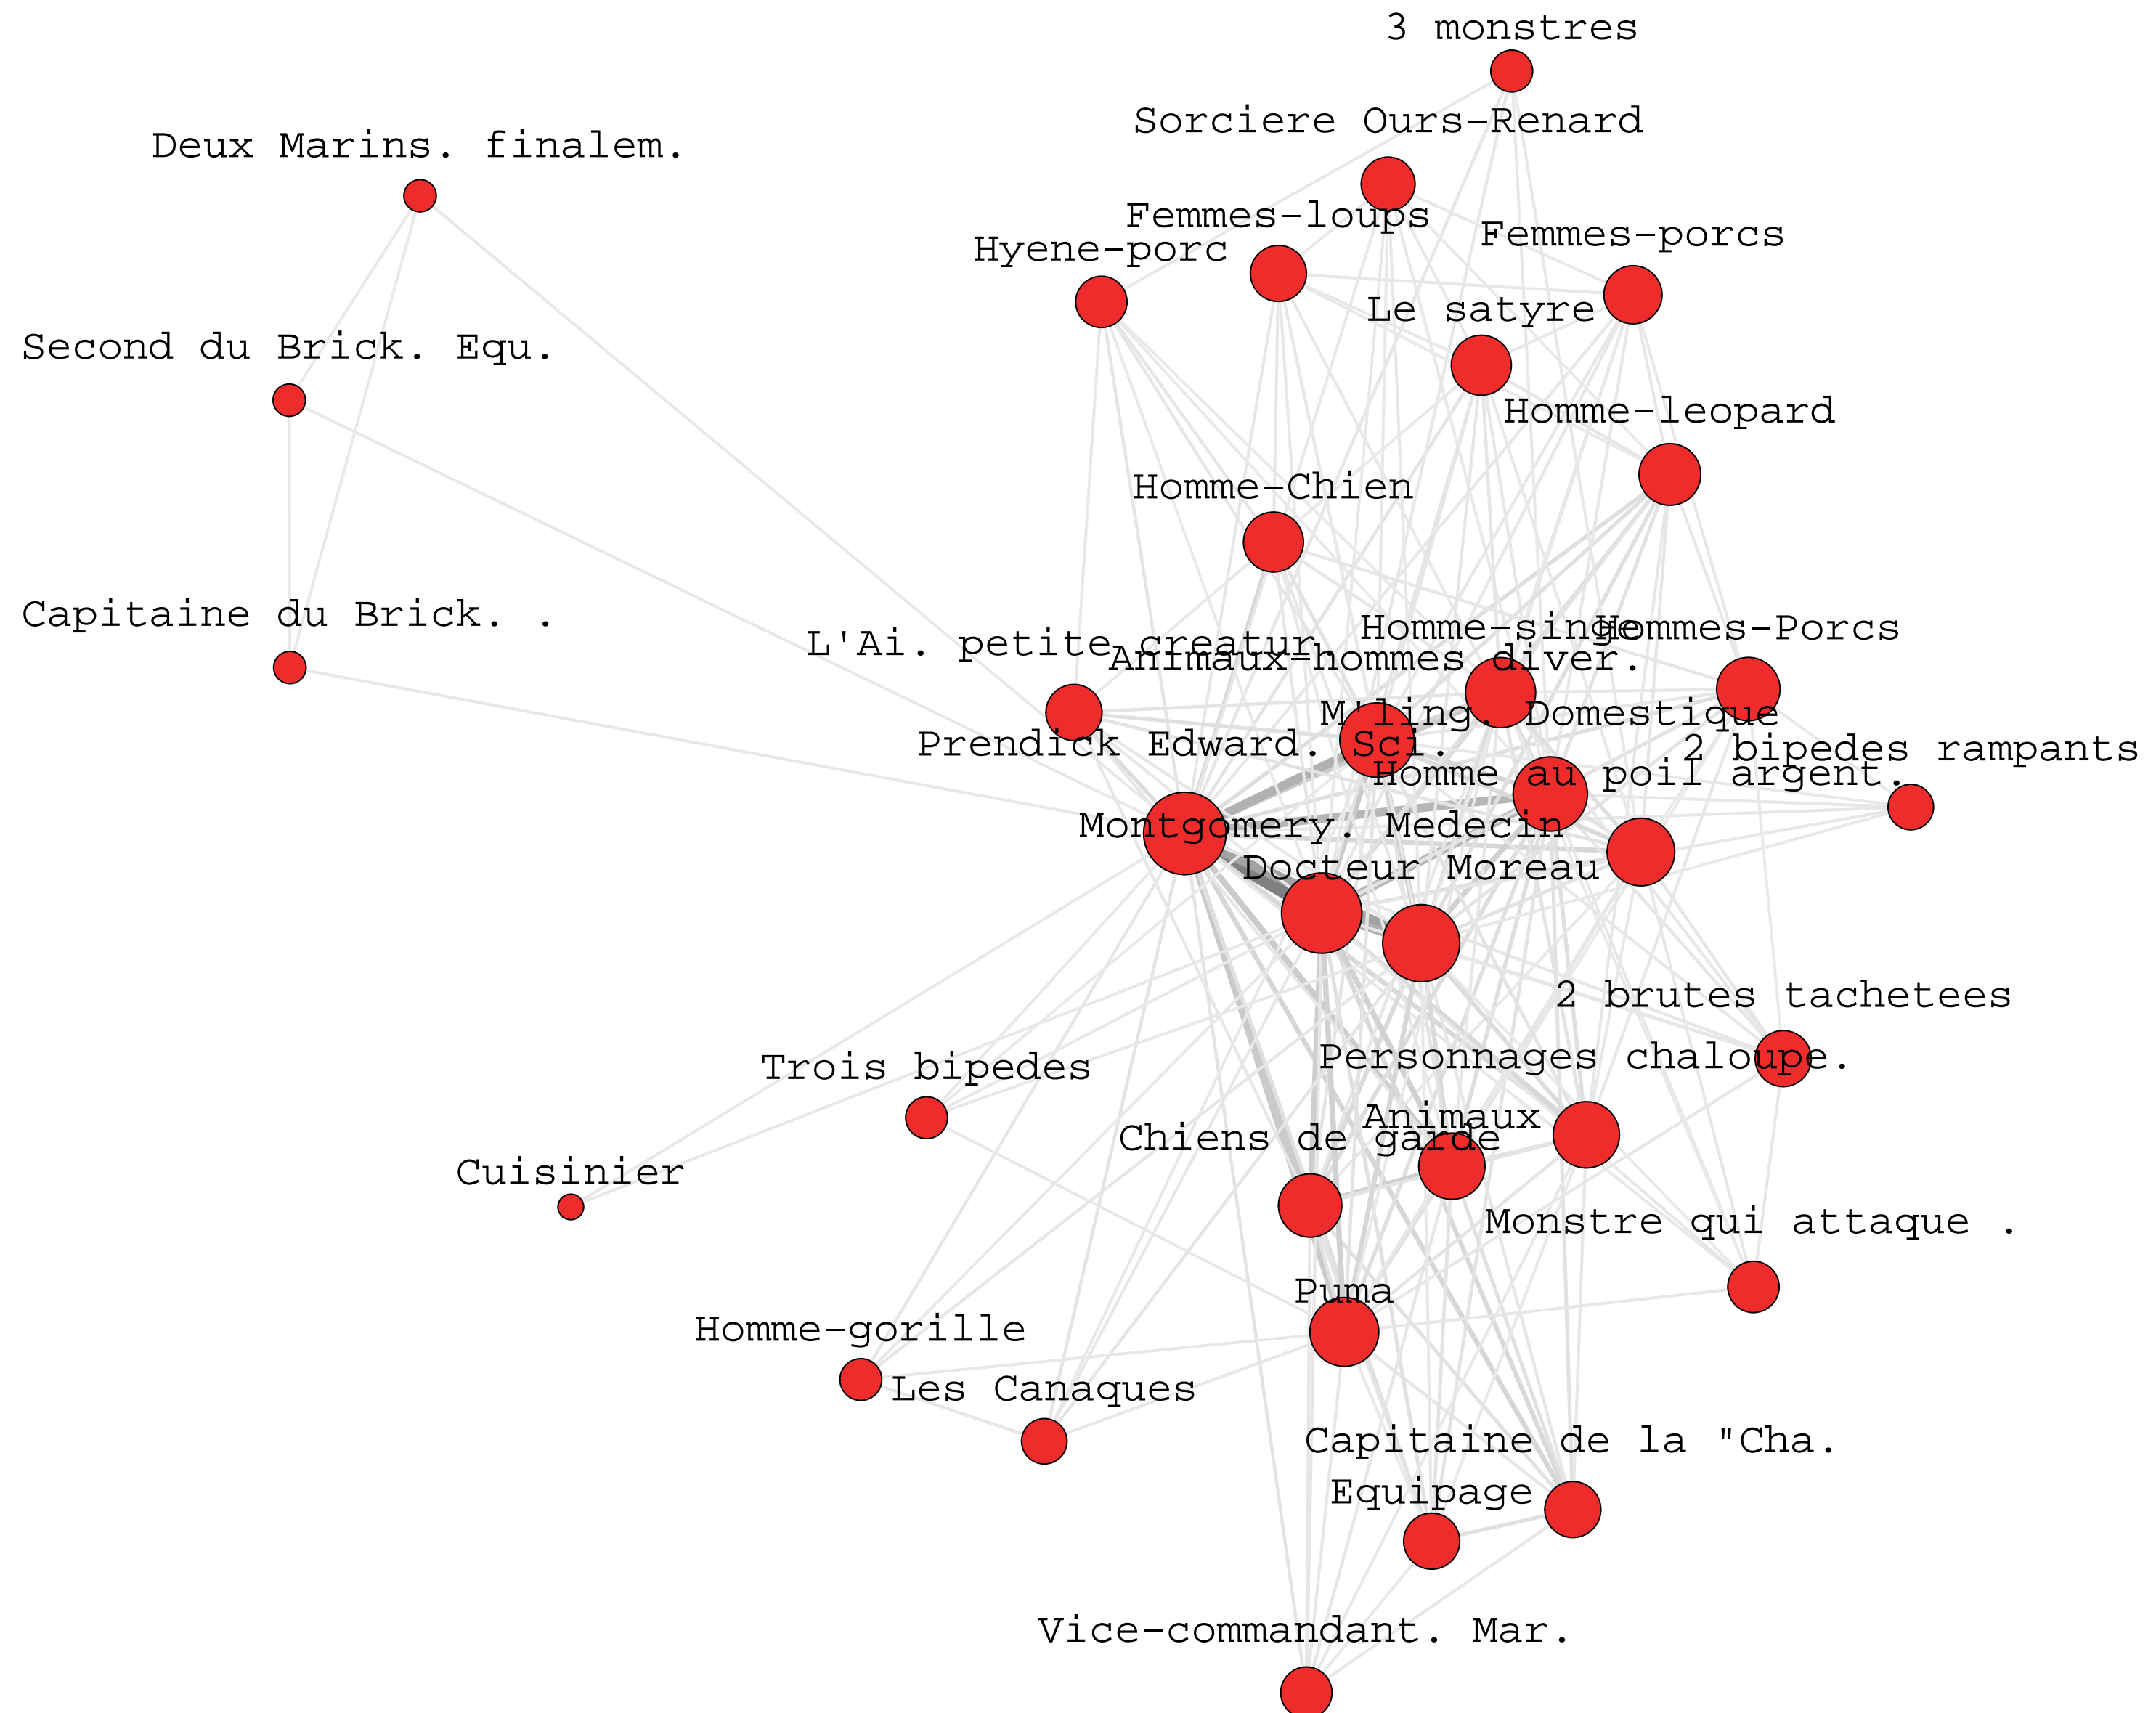 3 monstres
Sorciere Ours-Renard
Deux Marins. finalem.
Femmes-loups
Femmes-porcs
Hyene-porc
Le satyre
Second du Brick. Equ.
Homme-leopard
Homme-Chien
Capitaine du Brick. .
Homme-singe
Hommes-Porcs
L'Ai. petite creatur.
Animaux-hommes diver.
M'ling. Domestique
Prendick Edward. Sci.
2 bipedes rampants
Homme au poil argent.
Montgomery. Medecin
Docteur Moreau
2 brutes tachetees
Personnages chaloupe.
Trois bipedes
Animaux
Chiens de garde
Cuisinier
Monstre qui attaque .
Puma
Homme-gorille
Les Canaques
Capitaine de la "Cha.
Equipage
Vice-commandant. Mar.